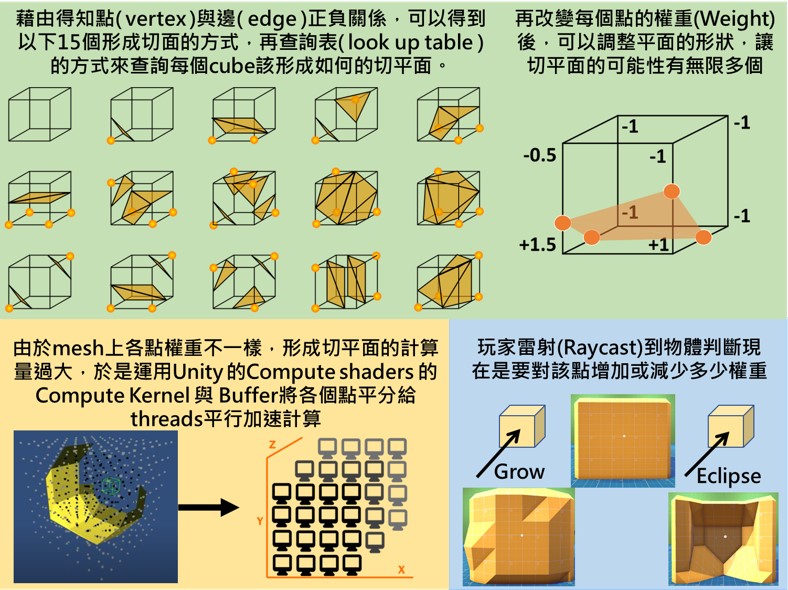 藉由得知點(vertex)與邊(edge)正負關係，可以得到
以下15個形成切面的方式，再查詢表(look up table)
的方式來查詢每個cube該形成如何的切平面。
再改變每個點的權重(Weight)
後，可以調整平面的形狀，讓
切平面的可能性有無限多個
-1
-1
-0.5
-1
-1
-1
+1.5
+1
由於mesh上各點權重不一樣，形成切平面的計算
量過大，於是運用Unity的Compute shaders 的
Compute Kernel 與 Buffer將各個點平分給
threads平行加速計算
Z
Y
X
玩家雷射(Raycast)到物體判斷現
在是要對該點增加或減少多少權重
Grow
Eclipse